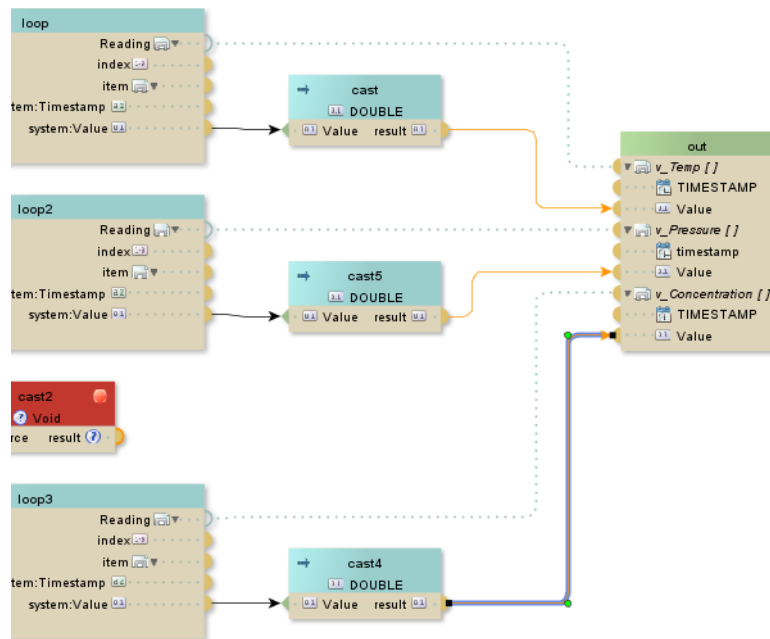 loop
Reading
index
item
tem:Timestamp
system:Value
cast
DOUBLE
Value result
loop2
Reading
index
item
tem:Timestamp
system:Value
cast5
DOUBLE
Value result
cast2
Void
rce result
loop3
Reading
index
item
tem:Timestamp
system:Value
cast4
DOUBLE
Value result
out
v_Temp [ ]
TIMESTAMP
Value
v_Pressure [ ]
timestamp
Value
v_Concentration [ ]
TIMESTAMP
Value